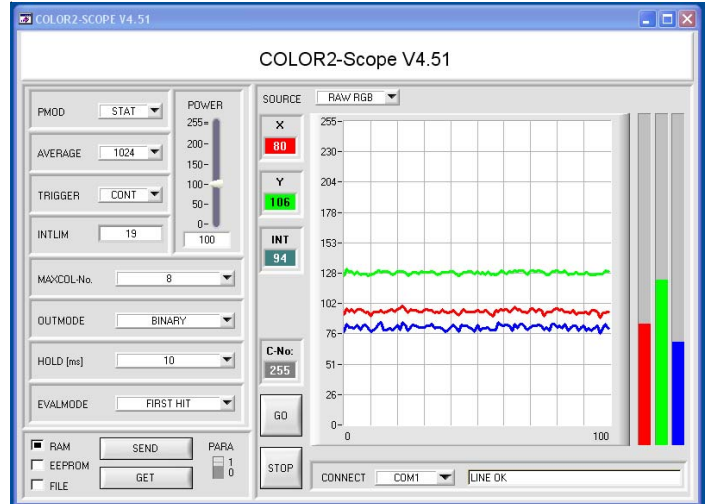 COLOR2-SCOPE V4.51
COLOR2-Scope V4.51
PMOD STAT
AVERAGE 1024
TRIGGER CONT
INTLIM 19
POWER
255
200
150
100
50
0
100
MAXCOL-No. 8
OUTMODE BINARY
HOLD [ms] 10
EVALMODE FIRST HIT
RAM
EEPROM
FILE
SEND
GET
PARA
1
0
SOURCE RAW RGB
X
80
Y
106
INT
94
C-No:
255
GO
STOP
255-
230-
204-
178-
153-
128-
102-
76-
51-
26-
0-
0 100
CONNECT COM1 LINE OK